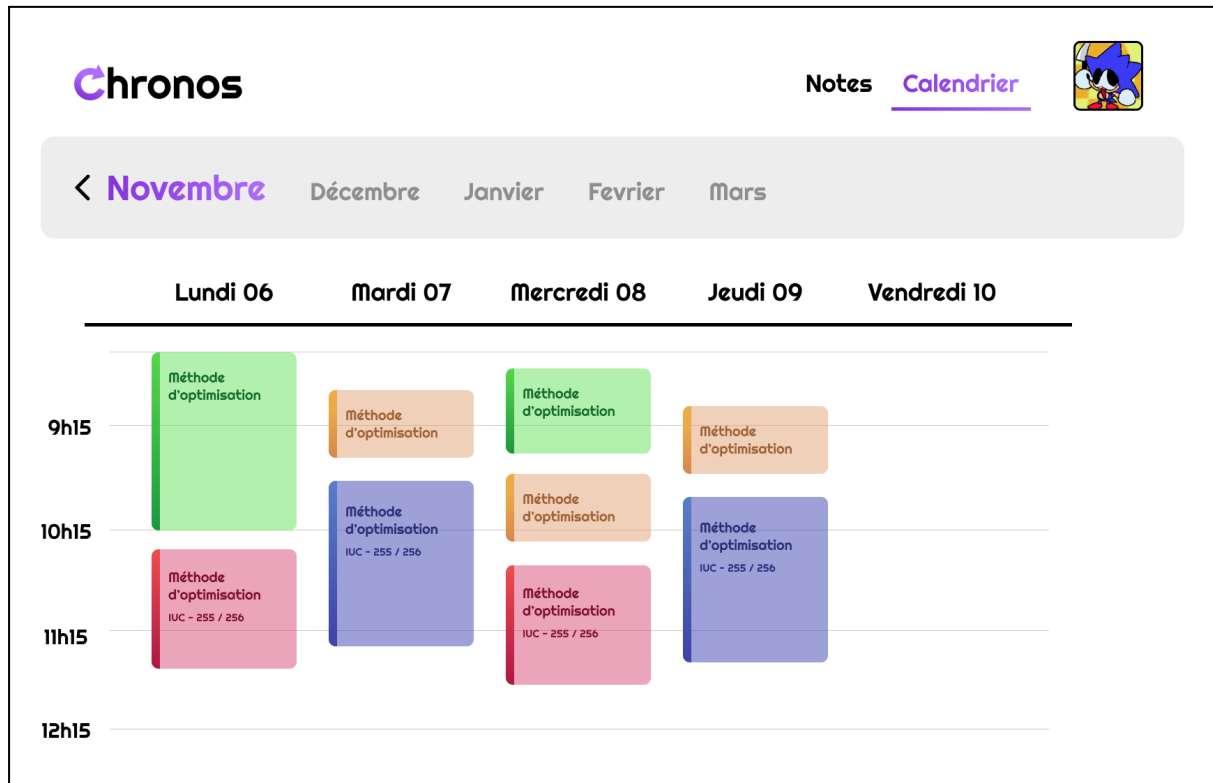 Chronos
Notes Calendrier
Novembre Décembre Janvier Fevrier Mars
Lundi 06 Mardi 07 Mercredi 08 Jeudi 09 Vendredi 10
9h15
10h15
11h15
12h15
Méthode
d'optimisation
Méthode
d'optimisation
IUC - 255 / 256
Méthode
d'optimisation
Méthode
d'optimisation
IUC - 255 / 256
Méthode
d'optimisation
Méthode
d'optimisation
Méthode
d'optimisation
IUC - 255 / 256
Méthode
d'optimisation
Méthode
d'optimisation
IUC - 255 / 256